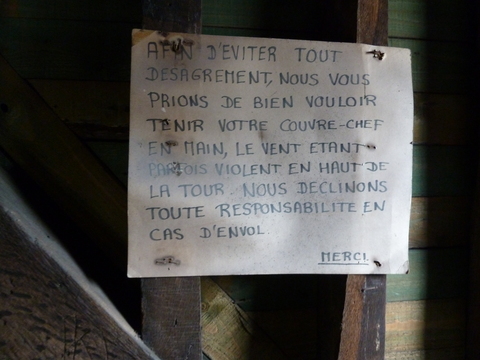 AFIN D'EVITER TOUT
DESAGREMENT, NOUS VOUS
PRIONS DE BIEN VOULOIR
TENIR VOTRE COUVRE-CHEF
EN MAIN, LE VENT ETANT
PARFOIS VIOLENT EN HAUT DE
LA TOUR. NOUS DECLINONS
TOUTE RESPONSABILITE EN
CAS D'ENVOL.
MERÇI.